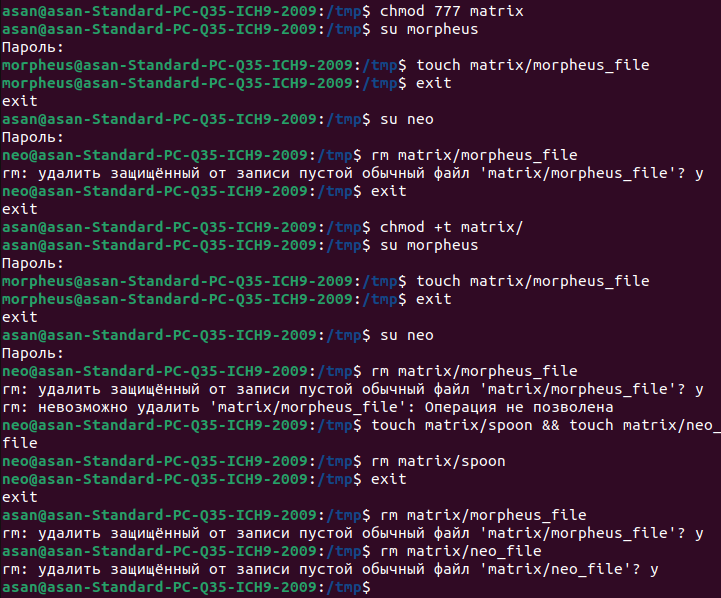 asan@asan-Standard-PC-Q35-ICH9-2009:/tmp$ chmod 777 matrix
asan@asan-Standard-PC-Q35-ICH9-2009:/tmp$ su morpheus
Пароль:
morpheus@asan-Standard-PC-Q35-ICH9-2009:/tmp$ touch matrix/morpheus_file
morpheus@asan-Standard-PC-Q35-ICH9-2009:/tmp$ exit
exit
asan@asan-Standard-PC-Q35-ICH9-2009:/tmp$ su neo
Пароль:
neo@asan-Standard-PC-Q35-ICH9-2009:/tmp$ rm matrix/morpheus_file
rm: удалить защищённый от записи пустой обычный файл 'matrix/morpheus_file'? y
neo@asan-Standard-PC-Q35-ICH9-2009:/tmp$ exit
exit
asan@asan-Standard-PC-Q35-ICH9-2009:/tmp$ chmod +t matrix/
asan@asan-Standard-PC-Q35-ICH9-2009:/tmp$ su morpheus
Пароль:
morpheus@asan-Standard-PC-Q35-ICH9-2009:/tmp$ touch matrix/morpheus_file
morpheus@asan-Standard-PC-Q35-ICH9-2009:/tmp$ exit
exit
asan@asan-Standard-PC-Q35-ICH9-2009:/tmp$ su neo
Пароль:
neo@asan-Standard-PC-Q35-ICH9-2009:/tmp$ rm matrix/morpheus_file
rm: удалить защищённый от записи пустой обычный файл 'matrix/morpheus_file'? y
rm: невозможно удалить 'matrix/morpheus_file': Операция не позволена
neo@asan-Standard-PC-Q35-ICH9-2009:/tmp$ touch matrix/spoon && touch matrix/neo_
file
neo@asan-Standard-PC-Q35-ICH9-2009:/tmp$ rm matrix/spoon
neo@asan-Standard-PC-Q35-ICH9-2009:/tmp$ exit
exit
asan@asan-Standard-PC-Q35-ICH9-2009:/tmp$ rm matrix/morpheus_file
rm: удалить защищённый от записи пустой обычный файл 'matrix/morpheus_file'? y
asan@asan-Standard-PC-Q35-ICH9-2009:/tmp$ rm matrix/neo_file
rm: удалить защищённый от записи пустой обычный файл 'matrix/neo_file'? y
asan@asan-Standard-PC-Q35-ICH9-2009:/tmp$